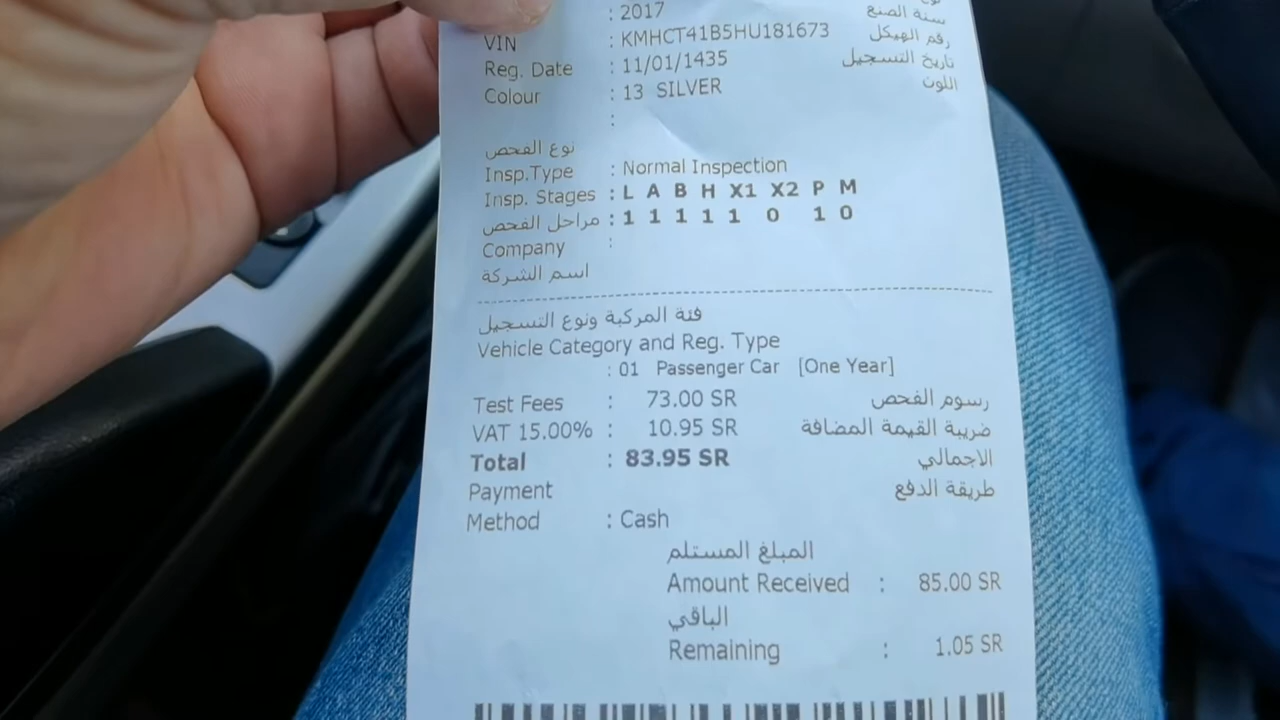 : 2017 سنة الصنع
VIN : KMHCT41B5HU181673 رقم الهيكل
Reg. Date : 11/01/1435 تاريخ التسجيل
Colour : 13 SILVER اللون
:
نوع الفحص
Insp.Type : Normal Inspection
Insp. Stages : L A B H X1 X2 P M
مراحل الفحص : 1 1 1 1 1 0 1 0
Company :
اسم الشركة
فئة المركبة ونوع التسجيل
Vehicle Category and Reg. Type
: 01 Passenger Car [One Year]
Test Fees : 73.00 SR رسوم الفحص
VAT 15.00% : 10.95 SR ضريبة القيمة المضافة
Total : 83.95 SR الاجمالي
Payment طريقة الدفع
Method : Cash
المبلغ المستلم
Amount Received : 85.00 SR
الباقي
Remaining : 1.05 SR